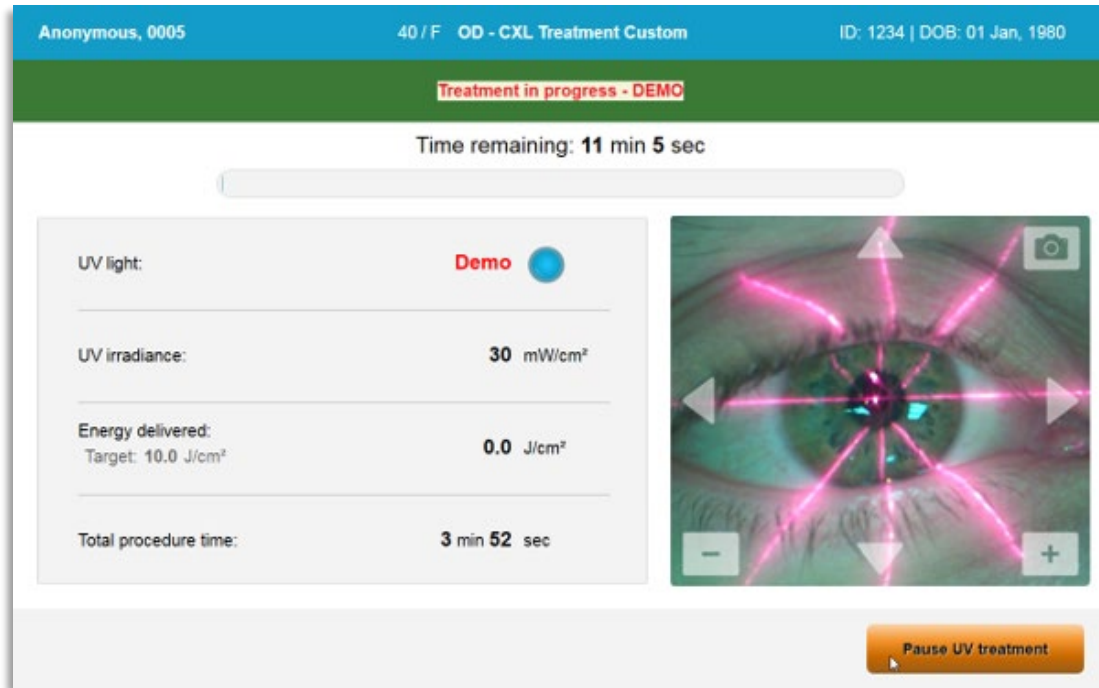 Anonymous, 0005 40 / F OD - CXL Treatment Custom ID: 1234 | DOB: 01 Jan, 1980
Treatment in progress - DEMO
Time remaining: 11 min 5 sec
UV light: Demo
UV irradiance: 30 mW/cm²
Energy delivered: 0.0 J/cm²
Target: 10.0 J/cm²
Total procedure time: 3 min 52 sec
Pause UV treatment